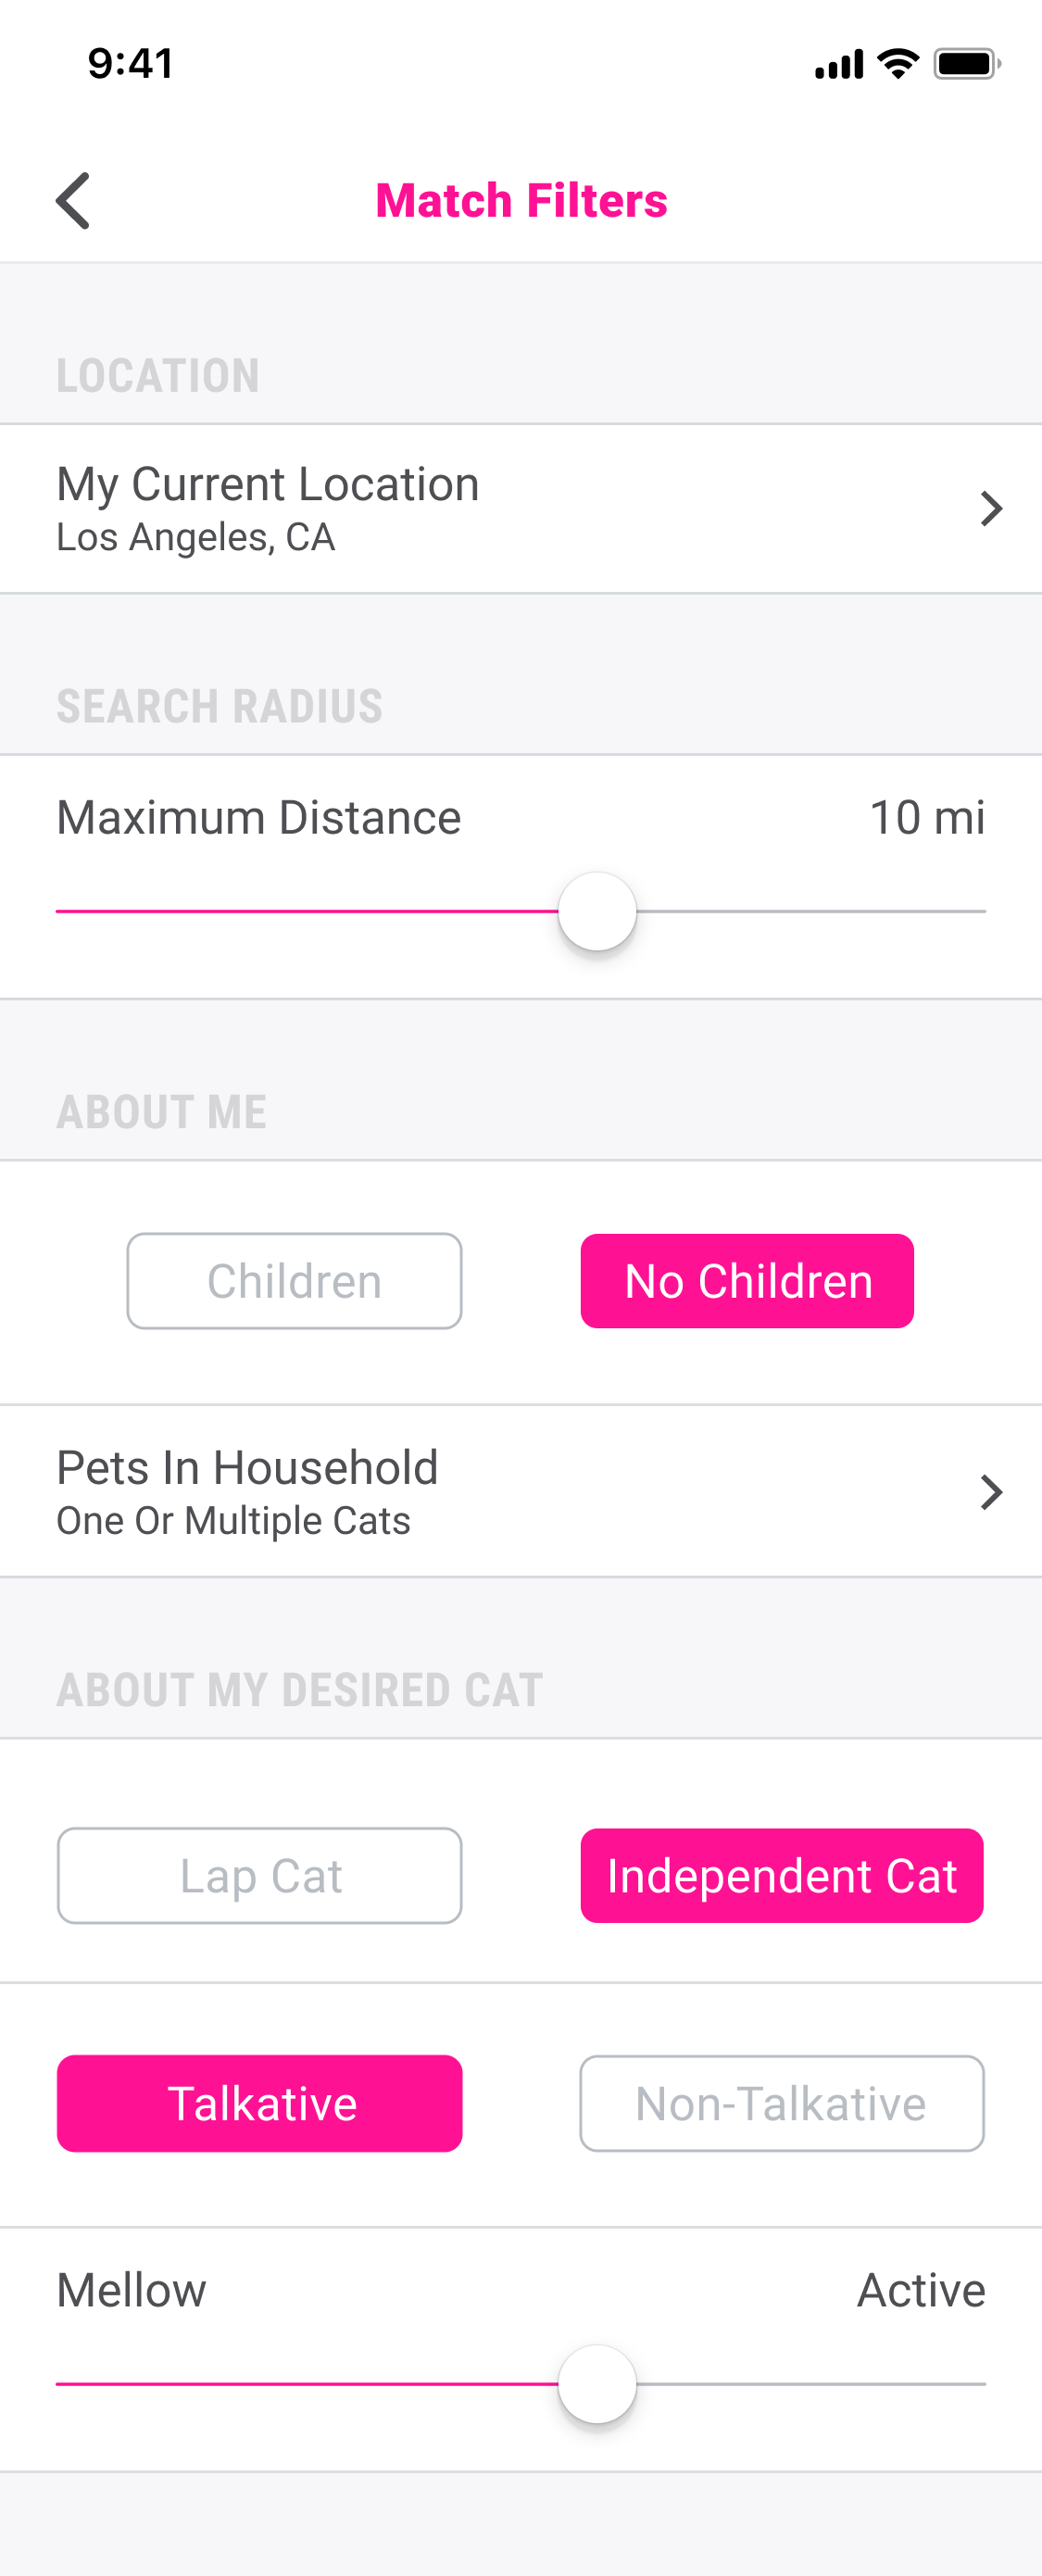 9:41
Match Filters
LOCATION
My Current Location
Los Angeles, CA
SEARCH RADIUS
Maximum Distance 10 mi
ABOUT ME
Children No Children
Pets In Household
One Or Multiple Cats
ABOUT MY DESIRED CAT
Lap Cat Independent Cat
Talkative Non-Talkative
Mellow Active